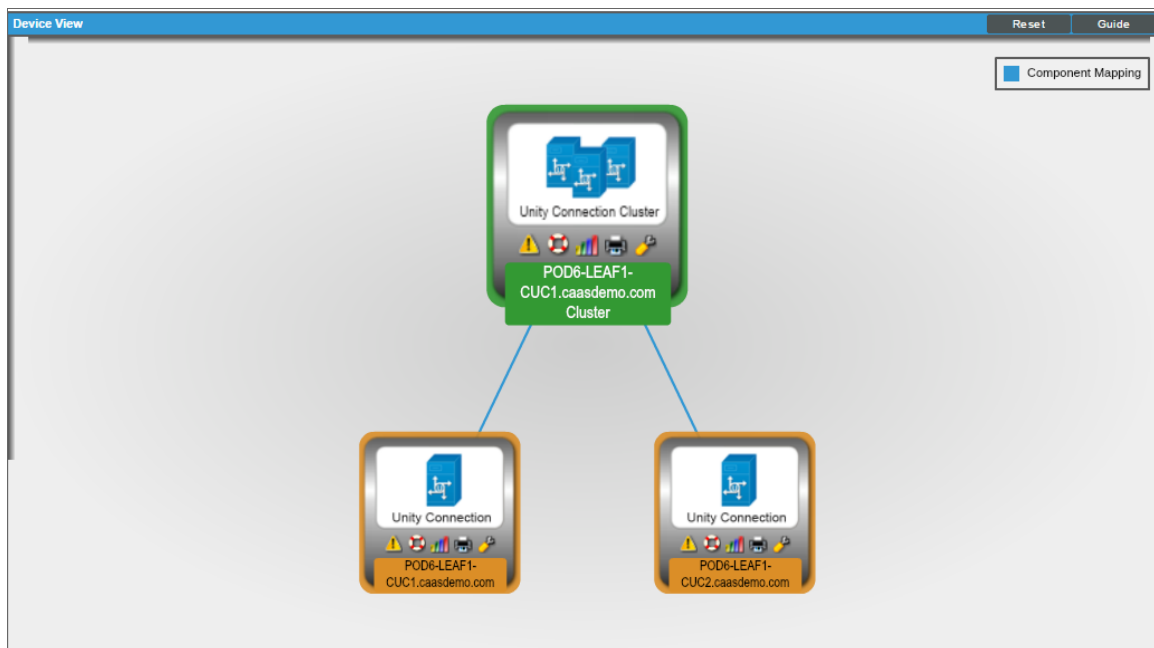 Device View
Reset
Guide
Component Mapping
Unity Connection Cluster
POD6-LEAF1-
CUC1.caasdemo.com
Cluster
Unity Connection
POD6-LEAF1-
CUC1.caasdemo.com
Unity Connection
POD6-LEAF1-
CUC2.caasdemo.com